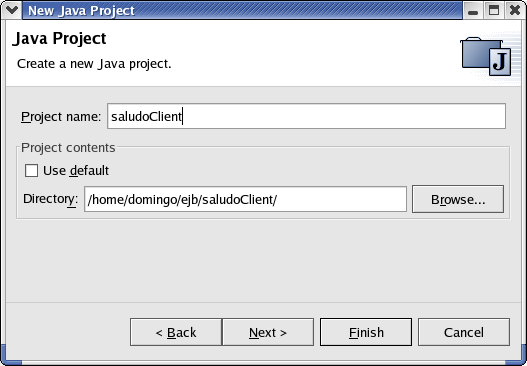 New Java Project
Java Project
Create a new Java project.
J
Project name: saludoClient
Project contents
Use default
Directory: /home/domingo/ejb/saludoClient/ Browse...
< Back Next > Finish Cancel